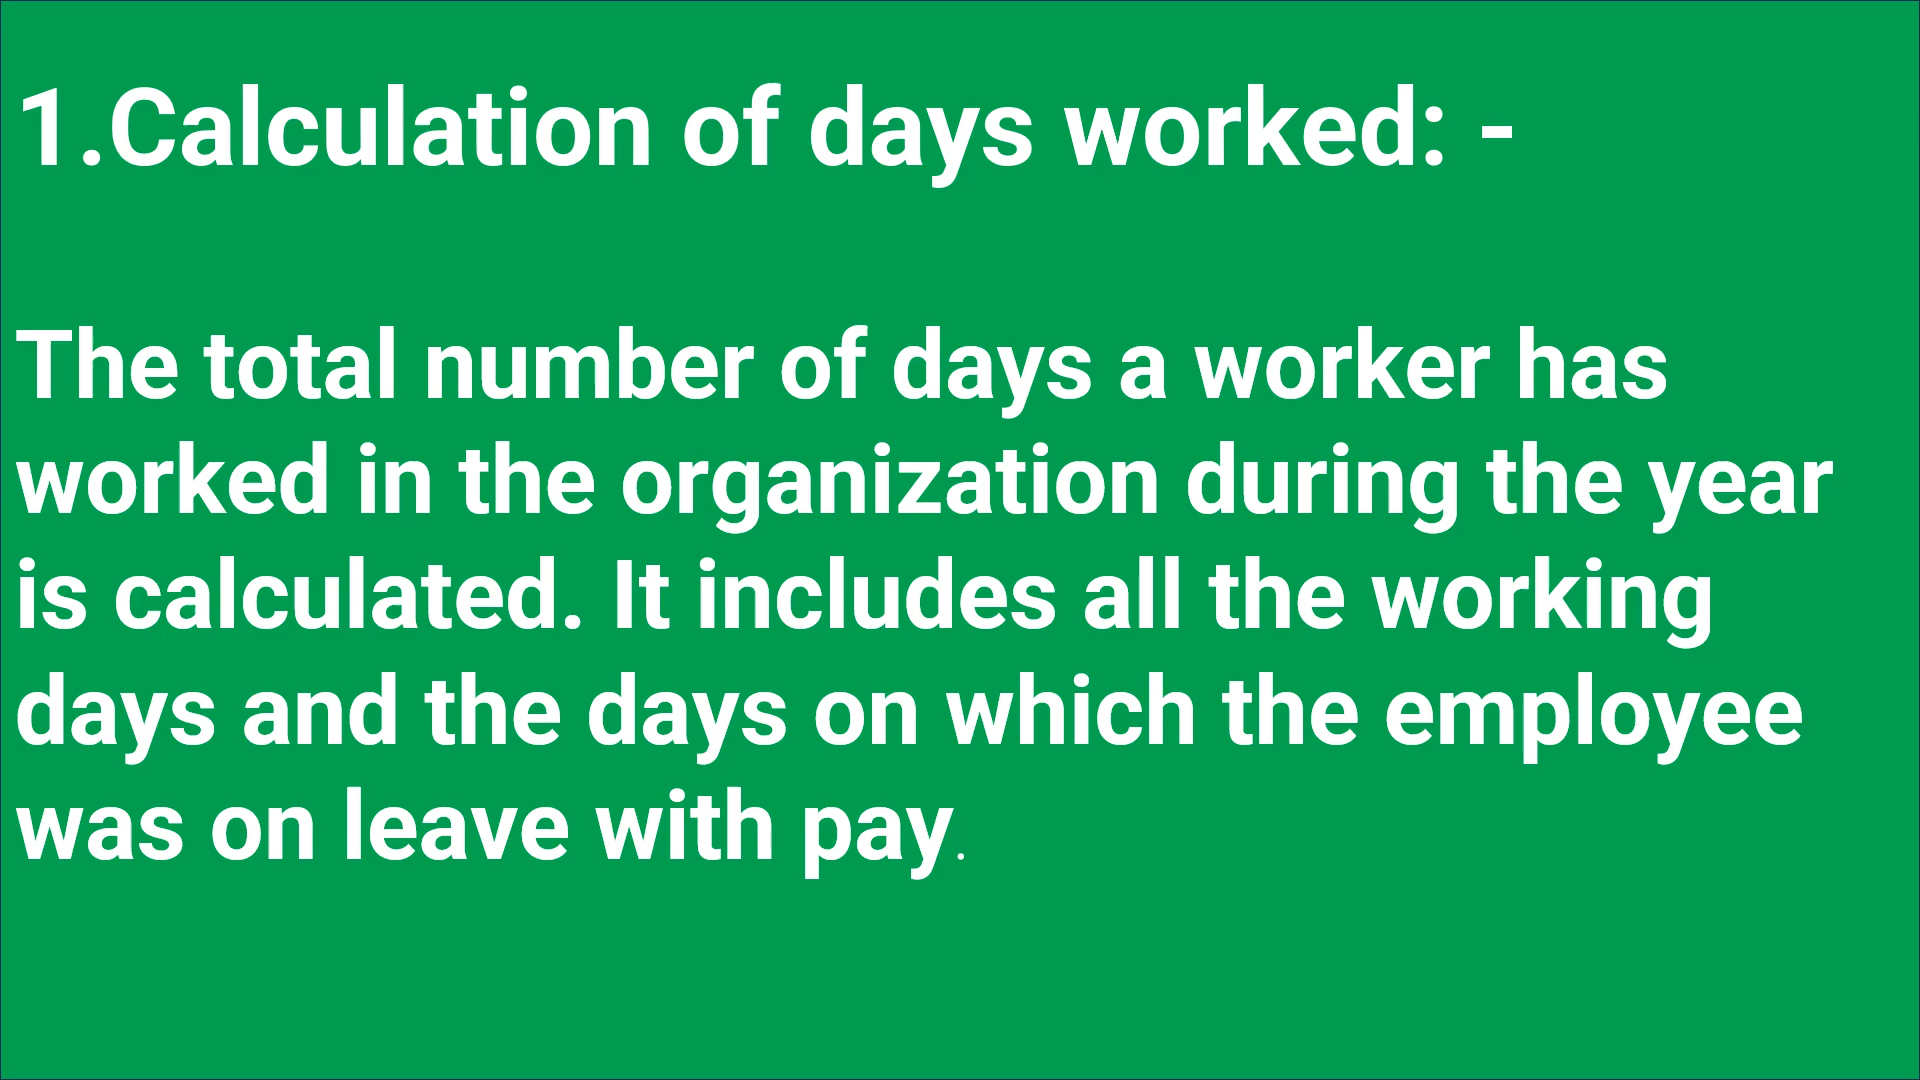 1.Calculation of days worked: -
The total number of days a worker has
worked in the organization during the year
is calculated. It includes all the working
days and the days on which the employee
was on leave with pay.